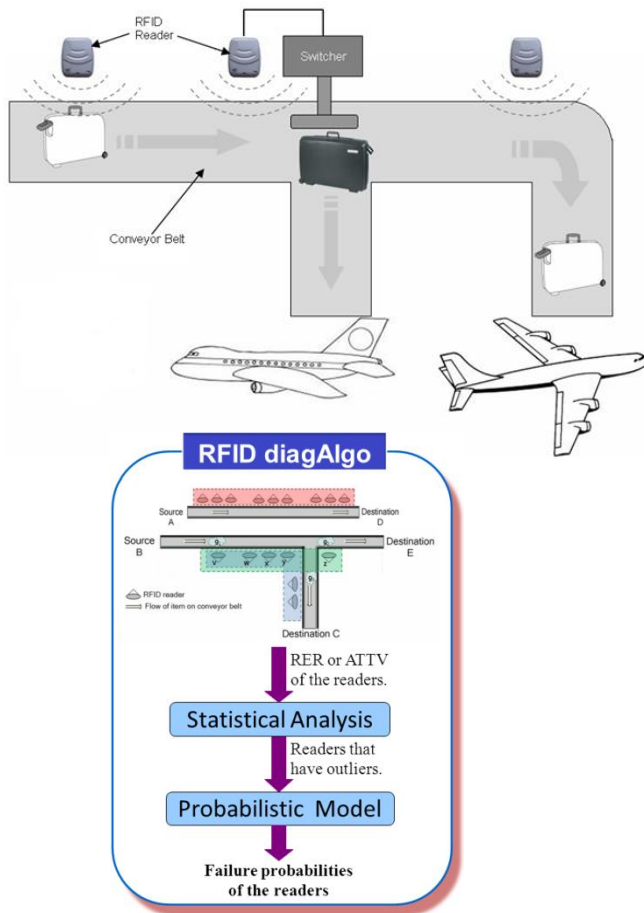 RFID
Reader
Switcher
Conveyor Belt
RFID diagAlgo
Source
A
Destination
D
Source
B
Destination
E
v
w
x
y
z
RFID reader
Flow of item on conveyor belt
Destination C
RER or ATTV
of the readers.
Statistical Analysis
Readers that
have outliers.
Probabilistic Model
Failure probabilities
of the readers